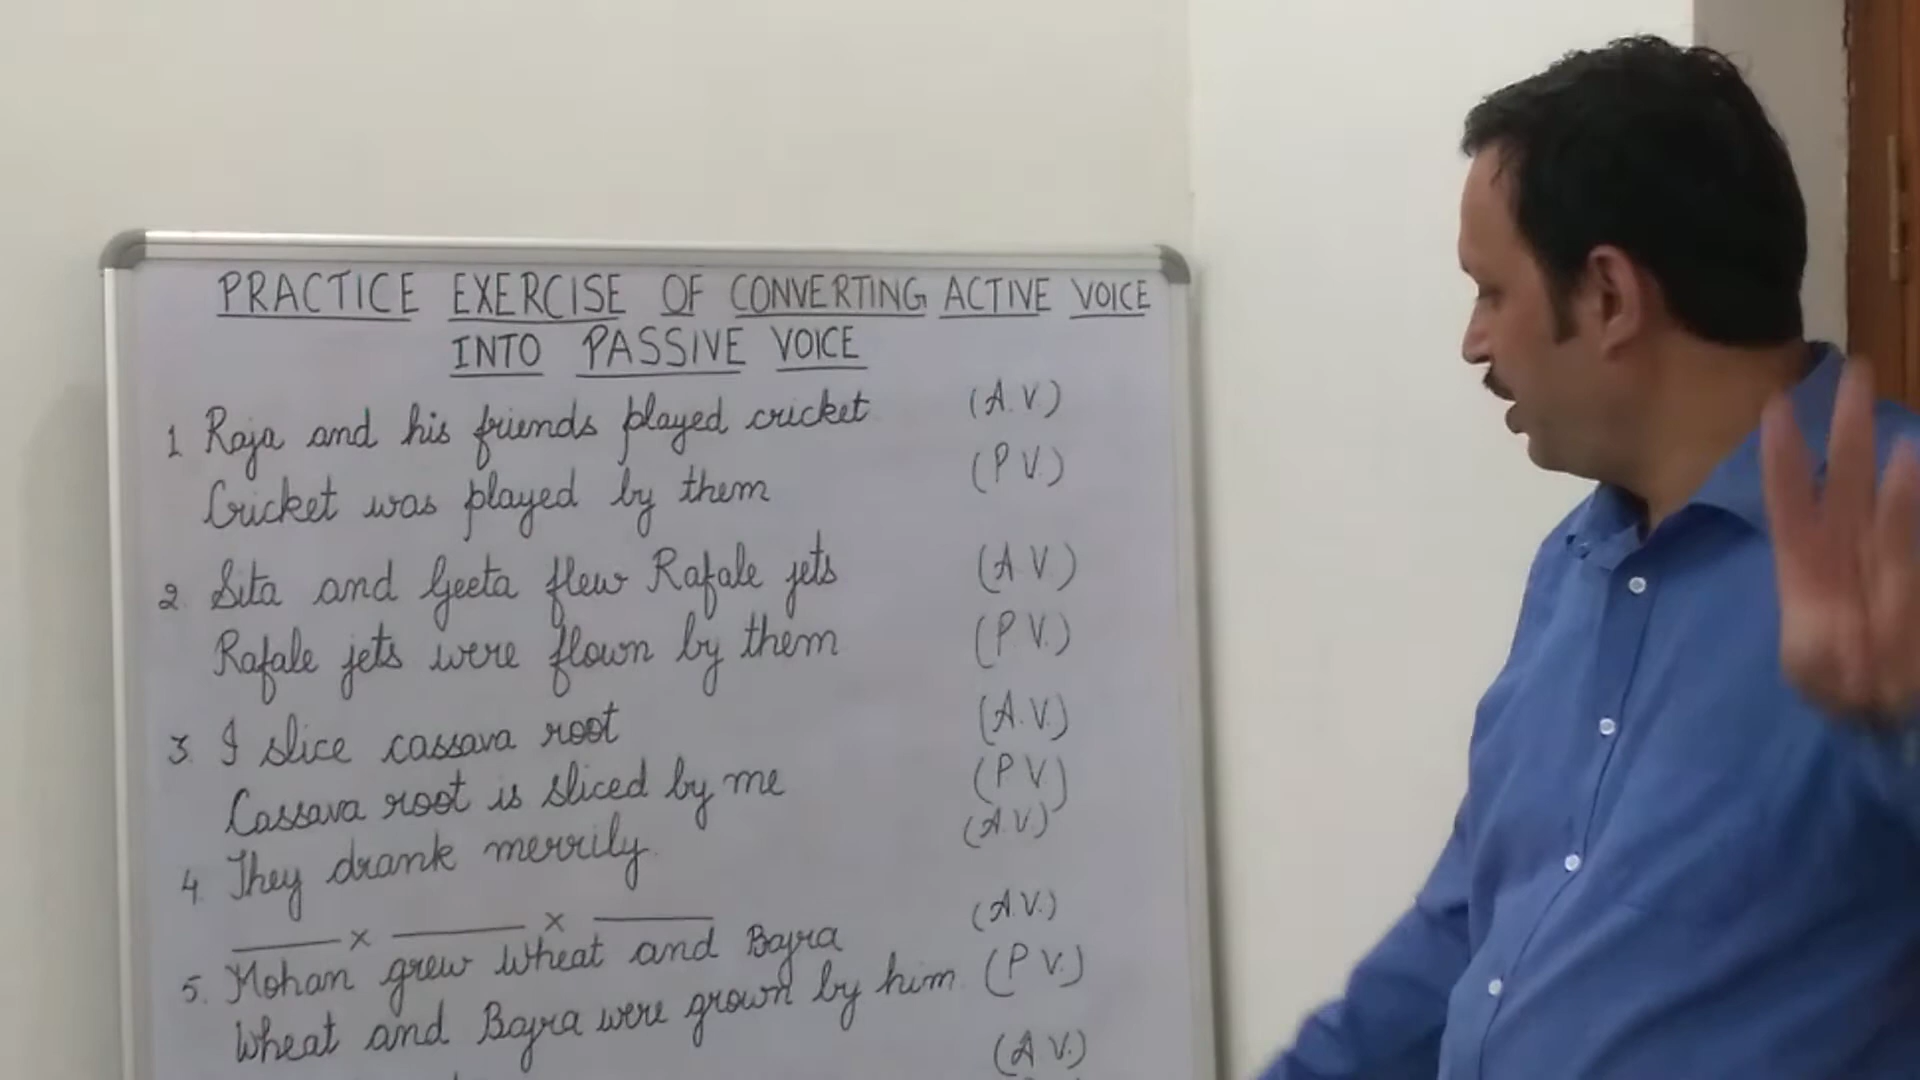 PRACTICE EXERCISE OF CONVERTING ACTIVE VOICE
INTO PASSIVE VOICE
1. Raja and his friends played cricket (A.V.)
Cricket was played by them (P.V.)
2. Sita and Geeta flew Rafale jets (A.V.)
Rafale jets were flown by them (P.V.)
3. I slice cassava root (A.V.)
Cassava root is sliced by me (P.V.)
4. They drank merrily. (A.V.)
x x
5. Mohan grew Wheat and Bajra (A.V.)
Wheat and Bajra were grown by him. (P.V.)
(A.V.)